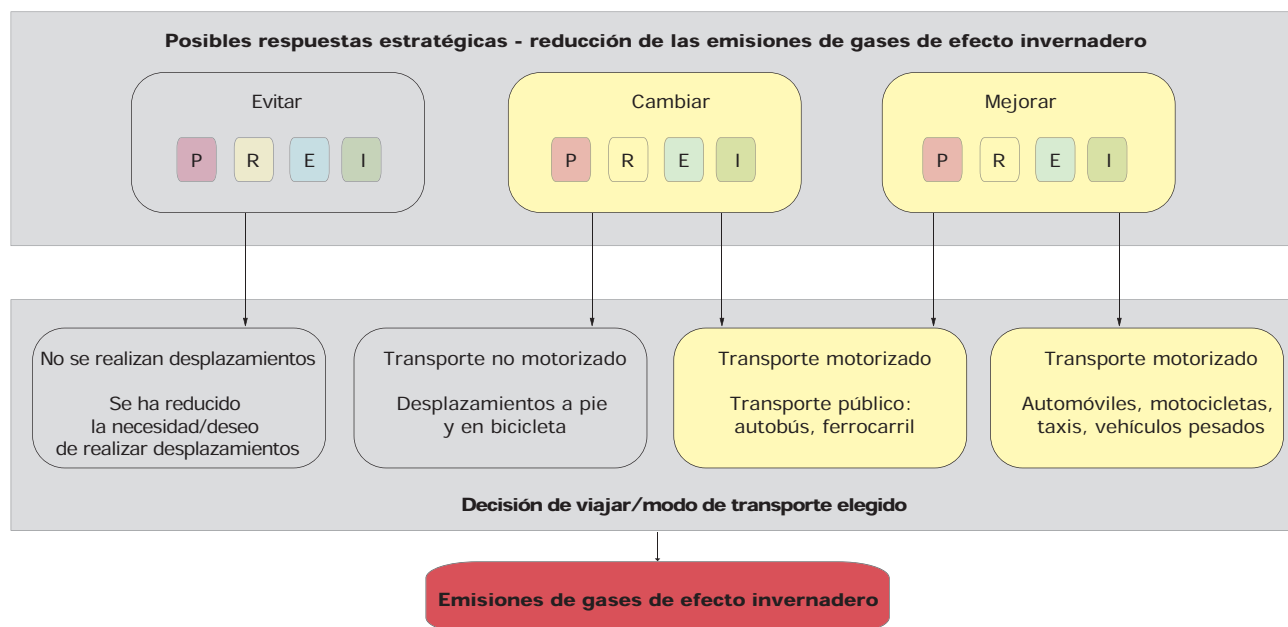 Posibles respuestas estratégicas - reducción de las emisiones de gases de efecto invernadero
Evitar
P R E I
Cambiar
P R E I
Mejorar
P R E I
No se realizan desplazamientos
Se ha reducido
la necesidad/deseo
de realizar desplazamientos
Transporte no motorizado
Desplazamientos a pie
y en bicicleta
Transporte motorizado
Transporte público:
autobús, ferrocarril
Transporte motorizado
Automóviles, motocicletas,
taxis, vehículos pesados
Decisión de viajar/modo de transporte elegido
Emisiones de gases de efecto invernadero